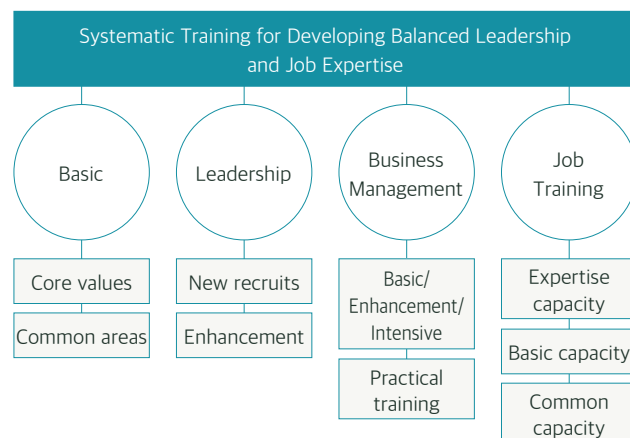 Systematic Training for Developing Balanced Leadership
and Job Expertise
Basic
Leadership
Business
Management
Job
Training
Core values
Common areas
New recruits
Enhancement
Basic/
Enhancement/
Intensive
Practical
training
Expertise
capacity
Basic capacity
Common
capacity